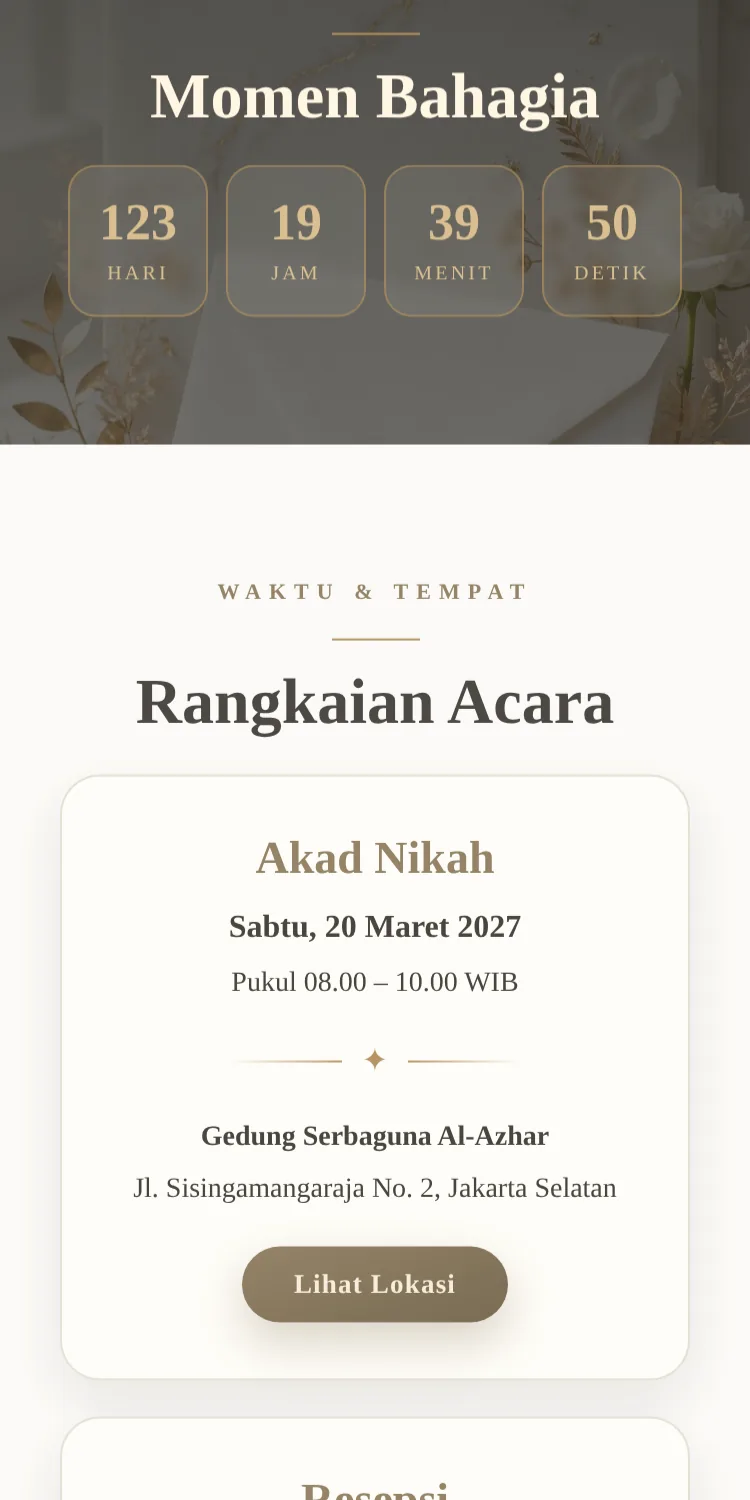 Momen Bahagia
123 19 39 50
HARI JAM MENIT DETIK
WAKTU & TEMPAT
Rangkaian Acara
Akad Nikah
Sabtu, 20 Maret 2027
Pukul 08.00 – 10.00 WIB
Gedung Serbaguna Al-Azhar
Jl. Sisingamangaraja No. 2, Jakarta Selatan
Lihat Lokasi
Resepsi